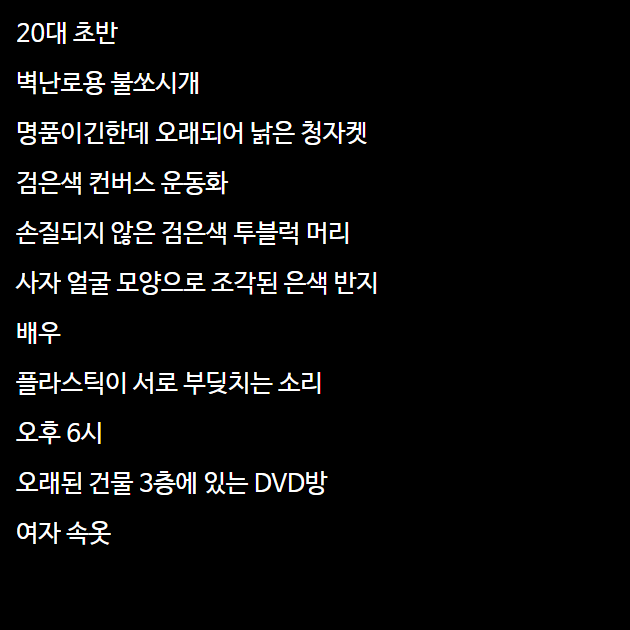 20대 초반
벽난로용 불쏘시개
명품이긴한데 오래되어 낡은 청자켓
검은색 컨버스 운동화
손질되지 않은 검은색 투블럭 머리
사자 얼굴 모양으로 조각된 은색 반지
배우
플라스틱이 서로 부딪치는 소리
오후 6시
오래된 건물 3층에 있는 DVD방
여자 속옷